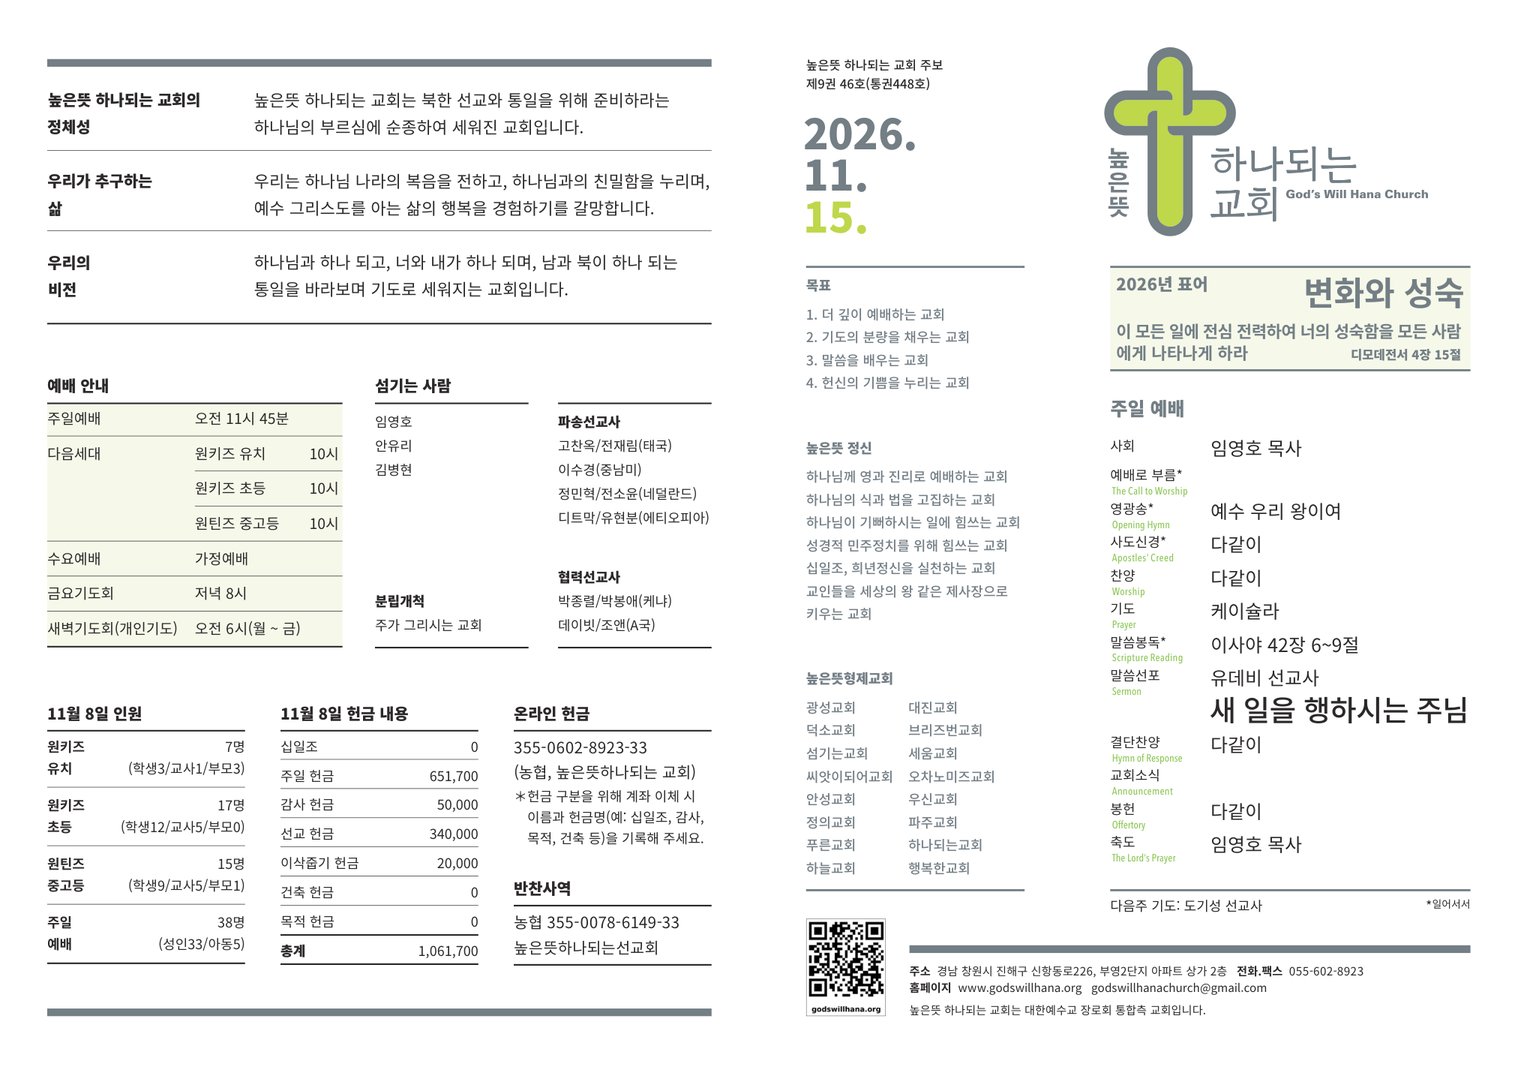 높은뜻 하나되는 교회의
정체성
높은뜻 하나되는 교회는 북한 선교와 통일을 위해 준비하라는
하나님의 부르심에 순종하여 세워진 교회입니다.
우리가 추구하는
삶
우리는 하나님 나라의 복음을 전하고, 하나님과의 친밀함을 누리며,
예수 그리스도를 아는 삶의 행복을 경험하기를 갈망합니다.
우리의
비전
하나님과 하나 되고, 너와 내가 하나 되며, 남과 북이 하나 되는
통일을 바라보며 기도로 세워지는 교회입니다.
예배 안내
주일예배 오전 11시 45분
다음세대 원키즈 유치 10시
원키즈 초등 10시
원틴즈 중고등 10시
수요예배 가정예배
금요기도회 저녁 8시
새벽기도회(개인기도) 오전 6시(월 ~ 금)
섬기는 사람
임영호
안유리
김병현
분립개척
주가 그리시는 교회
파송선교사
고찬옥/전재림(태국)
이수경(중남미)
정민혁/전소윤(네덜란드)
디트막/유현분(에티오피아)
협력선교사
박종렬/박봉애(케냐)
데이빗/조앤(A국)
11월 8일 인원
원키즈 7명
유치 (학생3/교사1/부모3)
원키즈 17명
초등 (학생12/교사5/부모0)
원틴즈 15명
중고등 (학생9/교사5/부모1)
주일 38명
예배 (성인33/아동5)
11월 8일 헌금 내용
십일조 0
주일 헌금 651,700
감사 헌금 50,000
선교 헌금 340,000
이삭줍기 헌금 20,000
건축 헌금 0
목적 헌금 0
총계 1,061,700
온라인 헌금
355-0602-8923-33
(농협, 높은뜻하나되는 교회)
*헌금 구분을 위해 계좌 이체 시
이름과 헌금명(예: 십일조, 감사,
목적, 건축 등)을 기록해 주세요.
반찬사역
농협 355-0078-6149-33
높은뜻하나되는선교회
높은뜻 하나되는 교회 주보
제9권 46호(통권448호)
2026.
11.
15.
목표
1. 더 깊이 예배하는 교회
2. 기도의 분량을 채우는 교회
3. 말씀을 배우는 교회
4. 헌신의 기쁨을 누리는 교회
높은뜻 정신
하나님께 영과 진리로 예배하는 교회
하나님의 식과 법을 고집하는 교회
하나님이 기뻐하시는 일에 힘쓰는 교회
성경적 민주정치를 위해 힘쓰는 교회
십일조, 희년정신을 실천하는 교회
교인들을 세상의 왕 같은 제사장으로
키우는 교회
높은뜻형제교회
광성교회 대진교회
덕소교회 브리즈번교회
섬기는교회 세움교회
씨앗이되어교회 오차노미즈교회
안성교회 우신교회
정의교회 파주교회
푸른교회 하나되는교회
하늘교회 행복한교회
godswillhana.org
높은뜻
하나되는
교회 God's Will Hana Church
2026년 표어 변화와 성숙
이 모든 일에 전심 전력하여 너의 성숙함을 모든 사람
에게 나타나게 하라 디모데전서 4장 15절
주일 예배
사회 임영호 목사
예배로 부름*
The Call to Worship
영광송* 예수 우리 왕이여
Opening Hymn
사도신경* 다같이
Apostles' Creed
찬양 다같이
Worship
기도 케이슐라
Prayer
말씀봉독* 이사야 42장 6~9절
Scripture Reading
말씀선포 유데비 선교사
Sermon
새 일을 행하시는 주님
결단찬양 다같이
Hymn of Response
교회소식
Announcement
봉헌 다같이
Offertory
축도 임영호 목사
The Lord's Prayer
다음주 기도: 도기성 선교사 *일어서서
주소 경남 창원시 진해구 신항동로226, 부영2단지 아파트 상가 2층 전화.팩스 055-602-8923
홈페이지 www.godswillhana.org godswillhanachurch@gmail.com
높은뜻 하나되는 교회는 대한예수교 장로회 통합측 교회입니다.